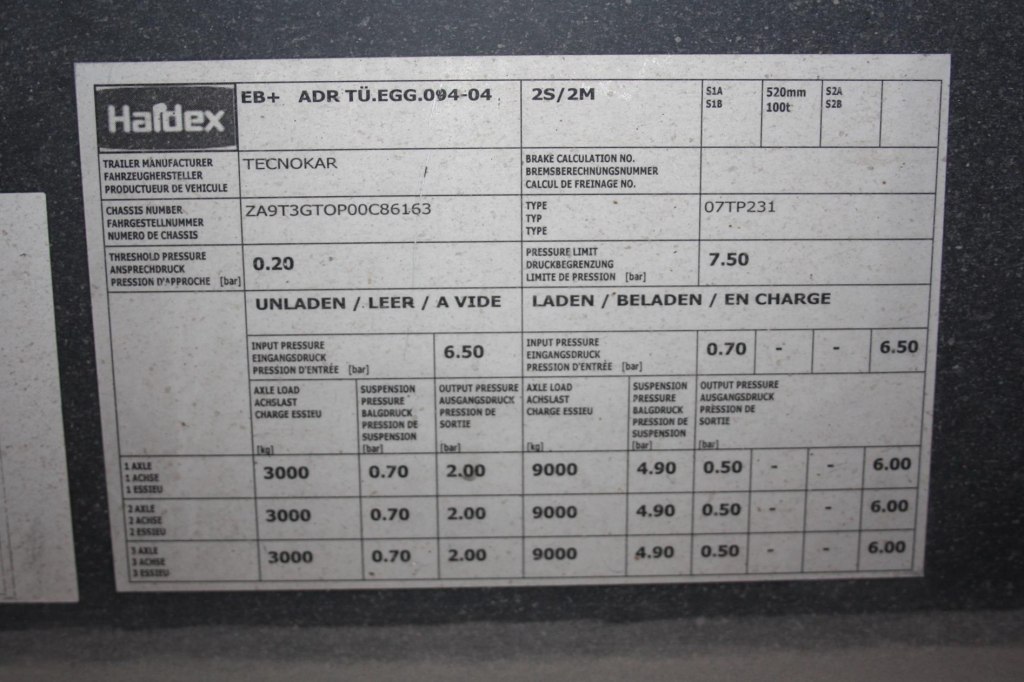 Haldex
EB+ ADR TÜ.EGG.094-04
2S/2M
S1A
S1B
520mm
100t
S2A
S2B
TRAILER MANUFACTURER
FAHRZEUGHERSTELLER
PRODUCTUEUR DE VEHICULE
TECNOKAR
BRAKE CALCULATION NO.
BREMSBERECHNUNGSNUMMER
CALCUL DE FREINAGE NO.
CHASSIS NUMBER
FAHRGESTELLNUMMER
NUMERO DE CHASSIS
ZA9T3GTOP00C86163
TYPE
TYP
TYPE
07TP231
THRESHOLD PRESSURE
ANSPRECHDRUCK
PRESSION D'APPROCHE [bar]
0.20
PRESSURE LIMIT
DRUCKBEGRENZUNG
LIMITE DE PRESSION [bar]
7.50
UNLADEN / LEER / A VIDE
LADEN / BELADEN / EN CHARGE
INPUT PRESSURE
EINGANGSDRUCK
PRESSION D'ENTRÉE [bar]
6.50
INPUT PRESSURE
EINGANGSDRUCK
PRESSION D'ENTRÉE [bar]
0.70 - - 6.50
AXLE LOAD
ACHSLAST
CHARGE ESSIEU
[kg]
SUSPENSION
PRESSURE
BALGDRUCK
PRESSION DE
SUSPENSION
[bar]
OUTPUT PRESSURE
AUSGANGSDRUCK
PRESSION DE
SORTIE
[bar]
AXLE LOAD
ACHSLAST
CHARGE ESSIEU
[kg]
SUSPENSION
PRESSURE
BALGDRUCK
PRESSION DE
SUSPENSION
[bar]
OUTPUT PRESSURE
AUSGANGSDRUCK
PRESSION DE
SORTIE
[bar]
1 AXLE
1 ACHSE
1 ESSIEU
3000 0.70 2.00 9000 4.90 0.50 - - 6.00
2 AXLE
2 ACHSE
2 ESSIEU
3000 0.70 2.00 9000 4.90 0.50 - - 6.00
3 AXLE
3 ACHSE
3 ESSIEU
3000 0.70 2.00 9000 4.90 0.50 - - 6.00